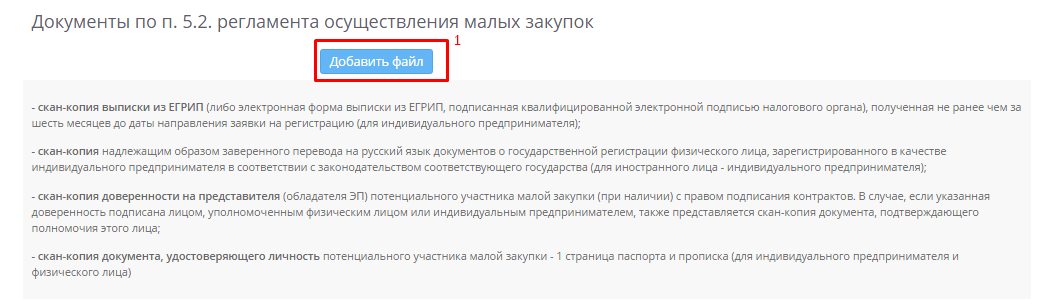 Документы по п. 5.2. регламента осуществления малых закупок
1
Добавить файл
- скан-копия выписки из ЕГРИП (либо электронная форма выписки из ЕГРИП, подписанная квалифицированной электронной подписью налогового органа), полученная не ранее чем за
шесть месяцев до даты направления заявки на регистрацию (для индивидуального предпринимателя);
- скан-копия надлежащим образом заверенного перевода на русский язык документов о государственной регистрации физического лица, зарегистрированного в качестве
индивидуального предпринимателя в соответствии с законодательством соответствующего государства (для иностранного лица - индивидуального предпринимателя);
- скан-копия доверенности на представителя (обладателя ЭП) потенциального участника малой закупки (при наличии) с правом подписания контрактов. В случае, если указанная
доверенность подписана лицом, уполномоченным физическим лицом или индивидуальным предпринимателем, также представляется скан-копия документа, подтверждающего
полномочия этого лица;
- скан-копия документа, удостоверяющего личность потенциального участника малой закупки - 1 страница паспорта и прописка (для индивидуального предпринимателя и
физического лица)